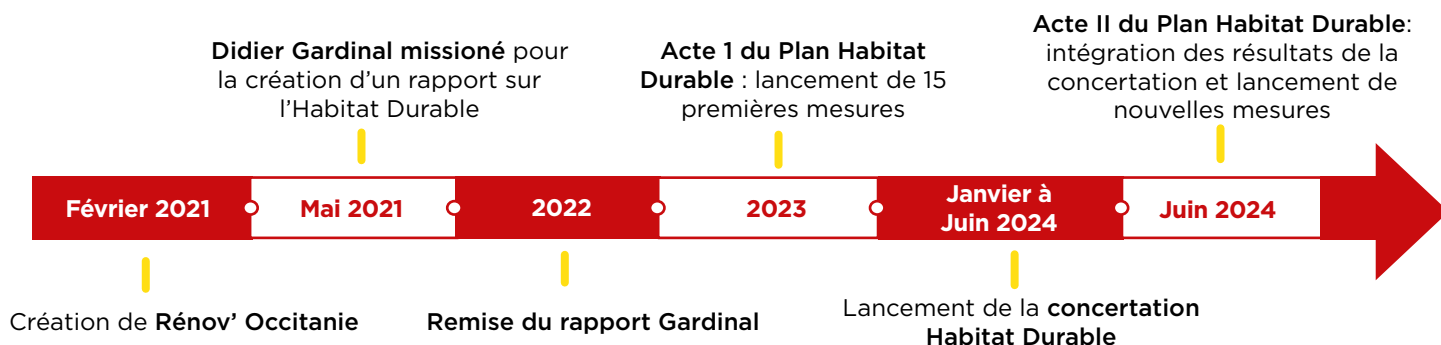 Didier Gardinal missioné pour
la création d'un rapport sur
l'Habitat Durable
Acte 1 du Plan Habitat
Durable : lancement de 15
premières mesures
Acte II du Plan Habitat Durable:
intégration des résultats de la
concertation et lancement de
nouvelles mesures
Février 2021
Mai 2021
2022
2023
Janvier à
Juin 2024
Juin 2024
Création de Rénov' Occitanie
Remise du rapport Gardinal
Lancement de la concertation
Habitat Durable